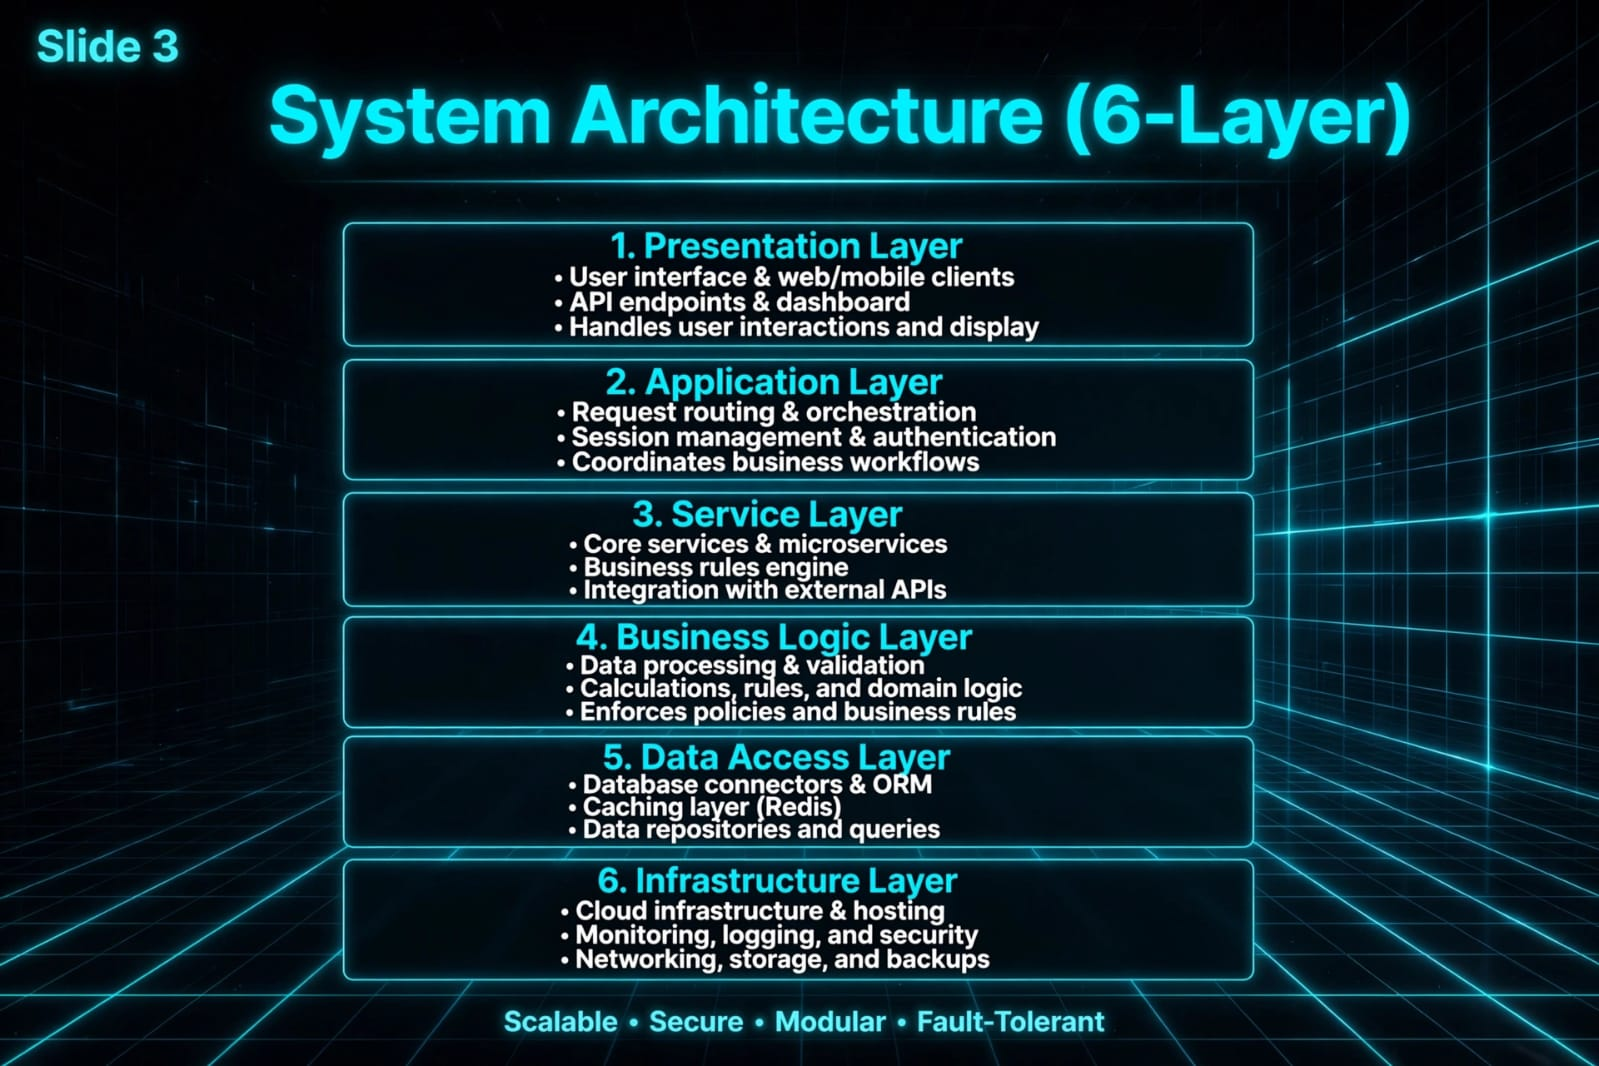 Slide 3
System Architecture (6-Layer)
1. Presentation Layer
• User interface & web/mobile clients
• API endpoints & dashboard
• Handles user interactions and display
2. Application Layer
• Request routing & orchestration
• Session management & authentication
• Coordinates business workflows
3. Service Layer
• Core services & microservices
• Business rules engine
• Integration with external APIs
4. Business Logic Layer
• Data processing & validation
• Calculations, rules, and domain logic
• Enforces policies and business rules
5. Data Access Layer
• Database connectors & ORM
• Caching layer (Redis)
• Data repositories and queries
6. Infrastructure Layer
• Cloud infrastructure & hosting
• Monitoring, logging, and security
• Networking, storage, and backups
Scalable • Secure • Modular • Fault-Tolerant